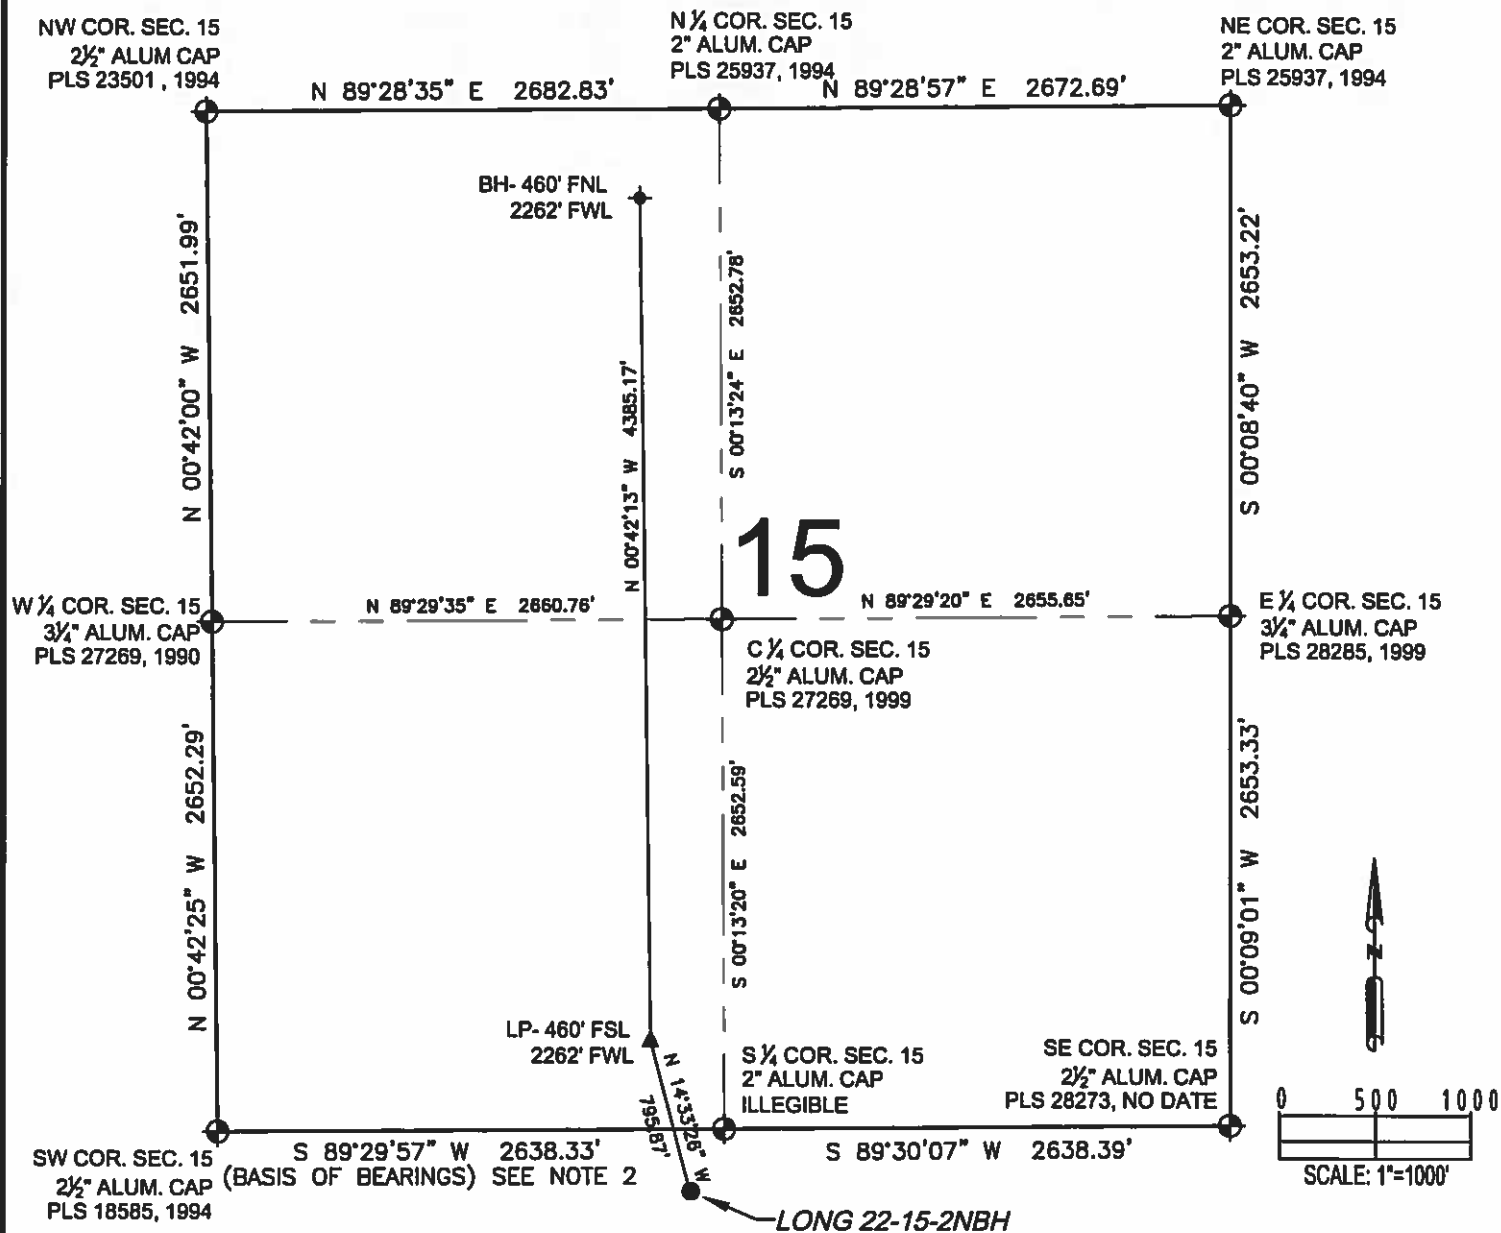 NW COR. SEC. 15
2½" ALUM CAP
PLS 23501 , 1994
N ¼ COR. SEC. 15
2" ALUM. CAP
PLS 25937, 1994
NE COR. SEC. 15
2" ALUM. CAP
PLS 25937, 1994
N 89°28'35" E 2682.83'
N 89°28'57" E 2672.69'
BH- 460' FNL
2262' FWL
N 00°42'00" W 2651.99'
N 00°42'13" W 4385.17'
S 00°13'24" E 2652.78'
S 00°08'40" W 2653.22'
15
W ¼ COR. SEC. 15
3¼" ALUM. CAP
PLS 27269, 1990
N 89°29'35" E 2660.76'
N 89°29'20" E 2655.65'
E ¼ COR. SEC. 15
3¼" ALUM. CAP
PLS 28285, 1999
C ¼ COR. SEC. 15
2½" ALUM. CAP
PLS 27269, 1999
N 00°42'25" W 2652.29'
S 00°13'20" E 2652.59'
S 00°09'01" W 2653.33'
LP- 460' FSL
2262' FWL
N 14°33'26" W
795.87'
S ¼ COR. SEC. 15
2" ALUM. CAP
ILLEGIBLE
SE COR. SEC. 15
2½" ALUM. CAP
PLS 28273, NO DATE
N
0 500 1000
SCALE: 1"=1000'
SW COR. SEC. 15
2½" ALUM. CAP
PLS 18585, 1994
S 89°29'57" W 2638.33'
(BASIS OF BEARINGS) SEE NOTE 2
S 89°30'07" W 2638.39'
LONG 22-15-2NBH